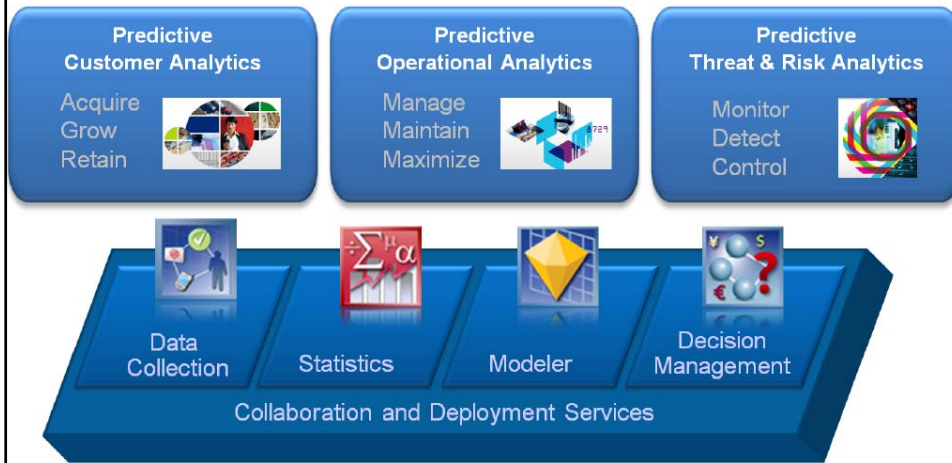 Predictive
Customer Analytics
Acquire
Grow
Retain
Predictive
Operational Analytics
Manage
Maintain
Maximize
8729
Predictive
Threat & Risk Analytics
Monitor
Detect
Control
÷ Σ μ α
¥ $ € ?
Data
Collection
Statistics
Modeler
Decision
Management
Collaboration and Deployment Services